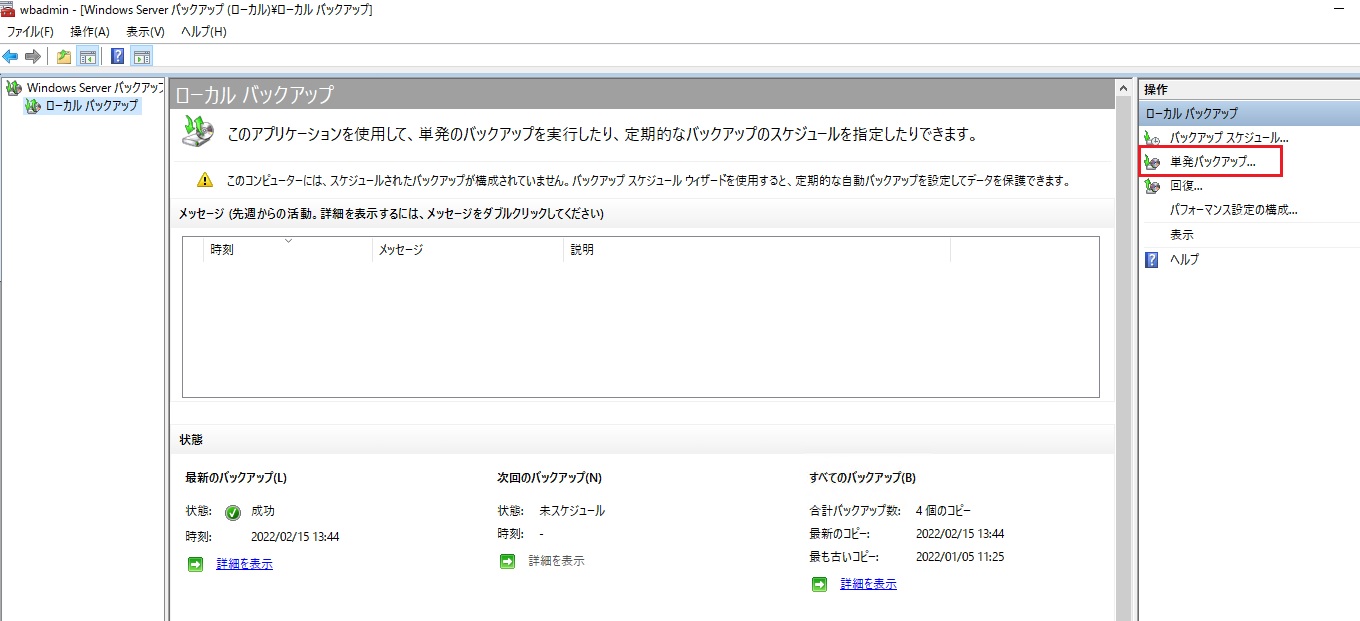 wbadmin - [Windows Server バックアップ (ローカル)¥ローカル バックアップ]
ファイル(F) 操作(A) 表示(V) ヘルプ(H)
Windows Server バックアップ
ローカル バックアップ
ローカル バックアップ
このアプリケーションを使用して、単発のバックアップを実行したり、定期的なバックアップのスケジュールを指定したりできます。
このコンピューターには、スケジュールされたバックアップが構成されていません。バックアップ スケジュール ウィザードを使用すると、定期的な自動バックアップを設定してデータを保護できます。
メッセージ (先週からの活動。詳細を表示するには、メッセージをダブルクリックしてください)
時刻 メッセージ 説明
状態
最新のバックアップ(L)
状態: 成功
時刻: 2022/02/15 13:44
詳細を表示
次回のバックアップ(N)
状態: 未スケジュール
時刻: -
詳細を表示
すべてのバックアップ(B)
合計バックアップ数: 4 個のコピー
最新のコピー: 2022/02/15 13:44
最も古いコピー: 2022/01/05 11:25
詳細を表示
操作
ローカル バックアップ
バックアップ スケジュール...
単発バックアップ...
回復...
パフォーマンス設定の構成...
表示
ヘルプ